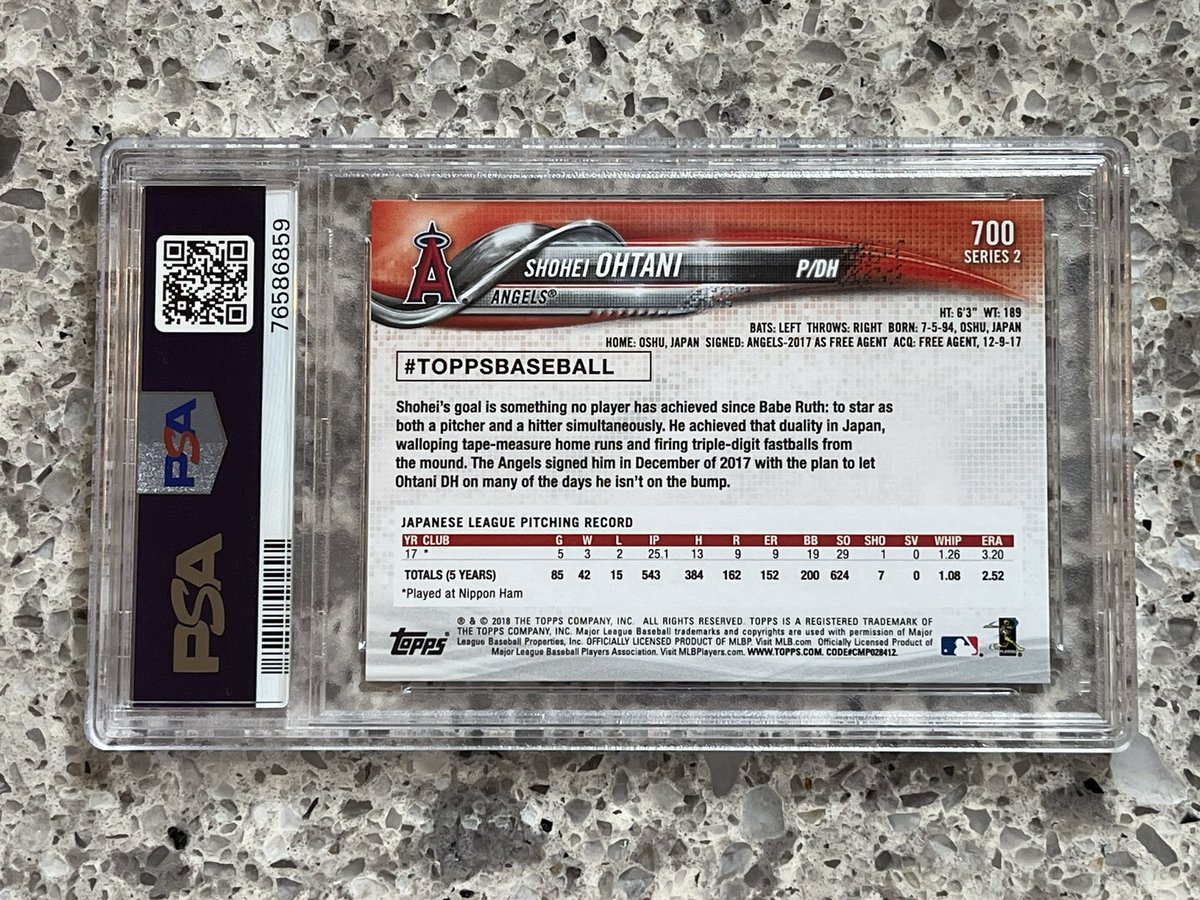 76586859
PSA
PSA
A
SHOHEI OHTANI
P/DH
700
SERIES 2
ANGELS®
HT: 6'3" WT: 189
BATS: LEFT THROWS: RIGHT BORN: 7-5-94, OSHU, JAPAN
HOME: OSHU, JAPAN SIGNED: ANGELS-2017 AS FREE AGENT ACQ: FREE AGENT, 12-9-17
#TOPPSBASEBALL
Shohei's goal is something no player has achieved since Babe Ruth: to star as
both a pitcher and a hitter simultaneously. He achieved that duality in Japan,
walloping tape-measure home runs and firing triple-digit fastballs from
the mound. The Angels signed him in December of 2017 with the plan to let
Ohtani DH on many of the days he isn't on the bump.
JAPANESE LEAGUE PITCHING RECORD
YR CLUB G W L IP H R ER BB SO SHO SV WHIP ERA
17 * 5 3 2 25.1 13 9 9 19 29 1 0 1.26 3.20
TOTALS (5 YEARS) 85 42 15 543 384 162 152 200 624 7 0 1.08 2.52
*Played at Nippon Ham
Topps®
® & © 2018 THE TOPPS COMPANY, INC. ALL RIGHTS RESERVED. TOPPS IS A REGISTERED TRADEMARK OF
THE TOPPS COMPANY, INC. Major League Baseball trademarks and copyrights are used with permission of Major
League Baseball Properties, Inc. OFFICIALLY LICENSED PRODUCT OF MLBP. Visit MLB.com Officially Licensed Product of
Major League Baseball Players Association. Visit MLBPlayers.com. WWW.TOPPS.COM. CODE#CMP028412.